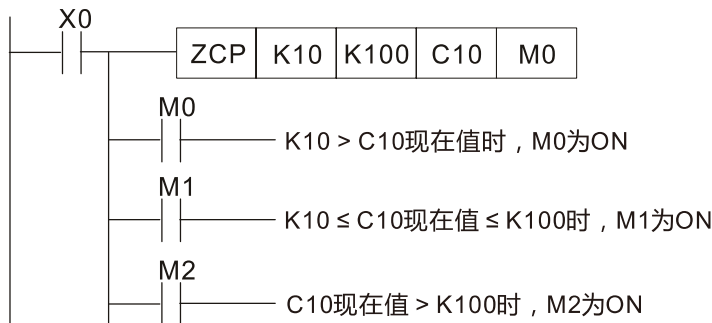 X0
ZCP K10 K100 C10 M0
M0
K10 > C10现在值时，M0为ON
M1
K10 ≤ C10现在值 ≤ K100时，M1为ON
M2
C10现在值 > K100时，M2为ON